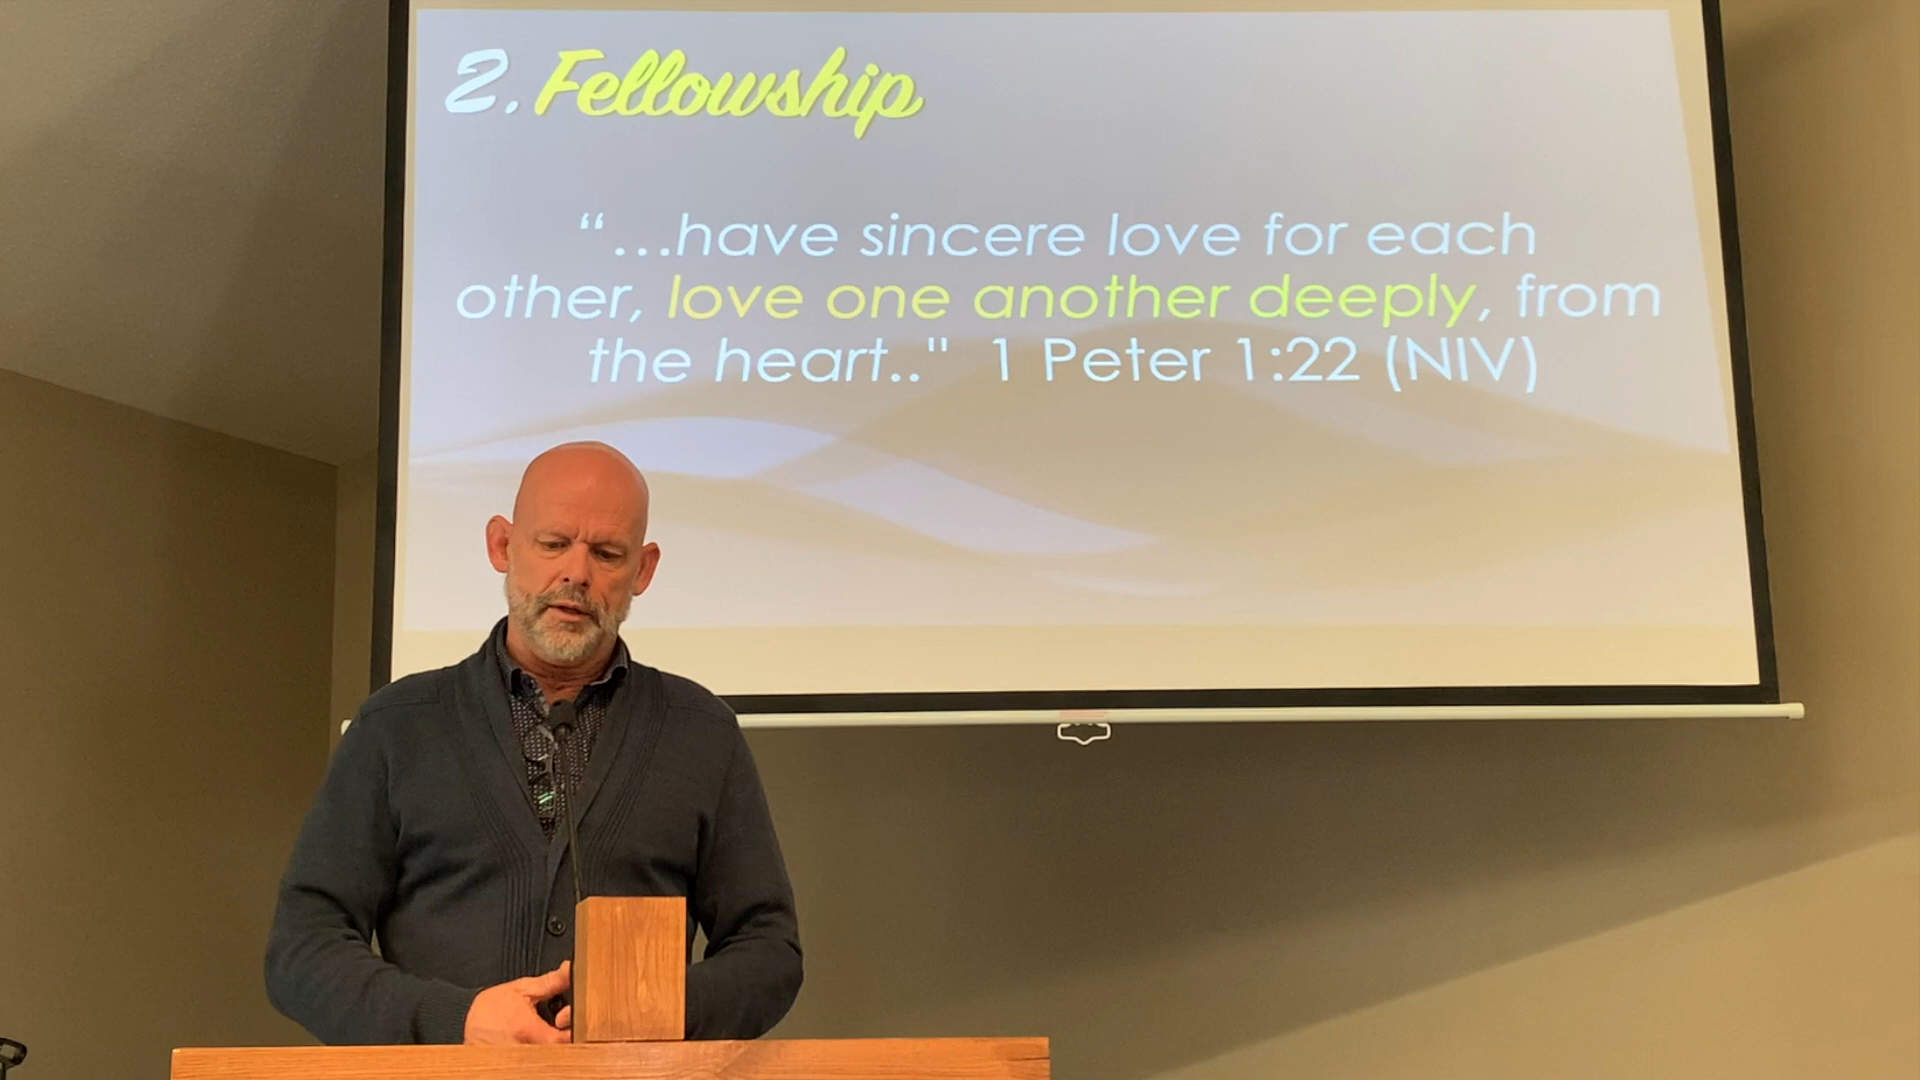 2. Fellowship
“...have sincere love for each
other, love one another deeply, from
the heart.." 1 Peter 1:22 (NIV)